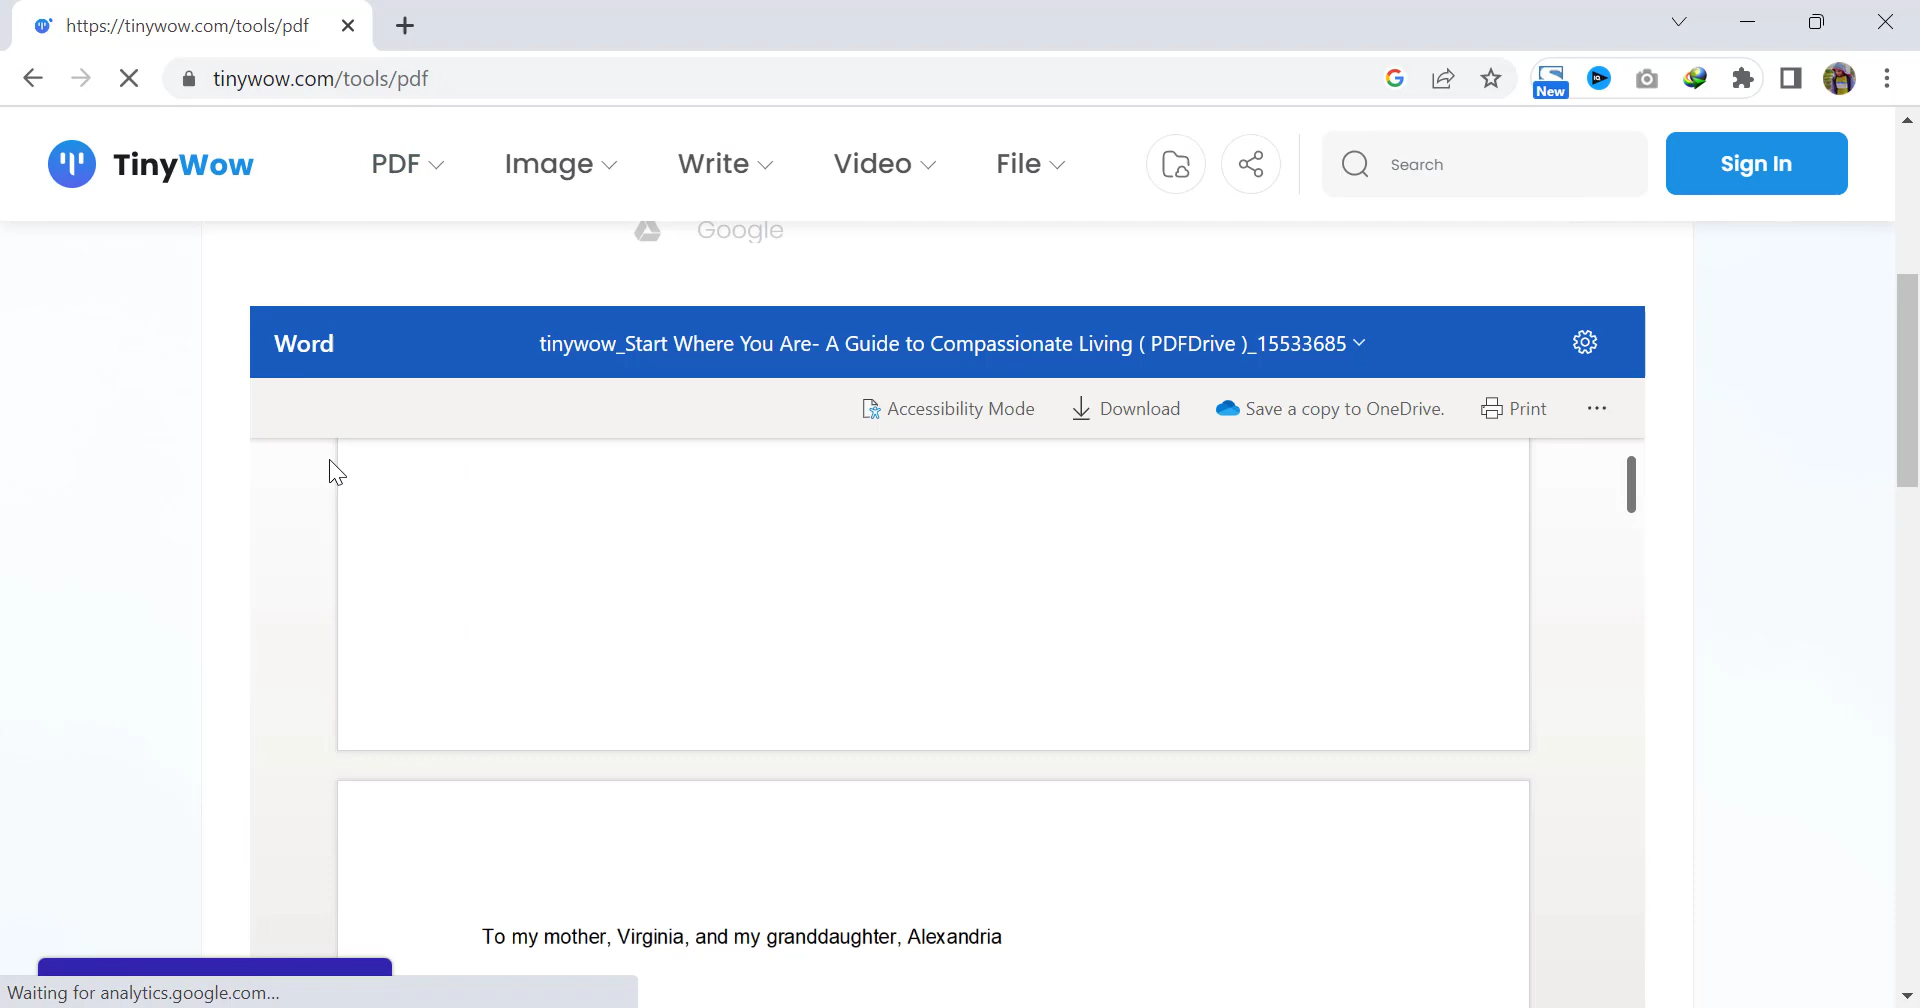 https://tinywow.com/tools/pdf
tinywow.com/tools/pdf
New
TinyWow
PDF
Image
Write
Video
File
Search
Sign In
Google
Word
tinywow_Start Where You Are- A Guide to Compassionate Living ( PDFDrive )_15533685
Accessibility Mode
Download
Save a copy to OneDrive.
Print
To my mother, Virginia, and my granddaughter, Alexandria
Waiting for analytics.google.com...